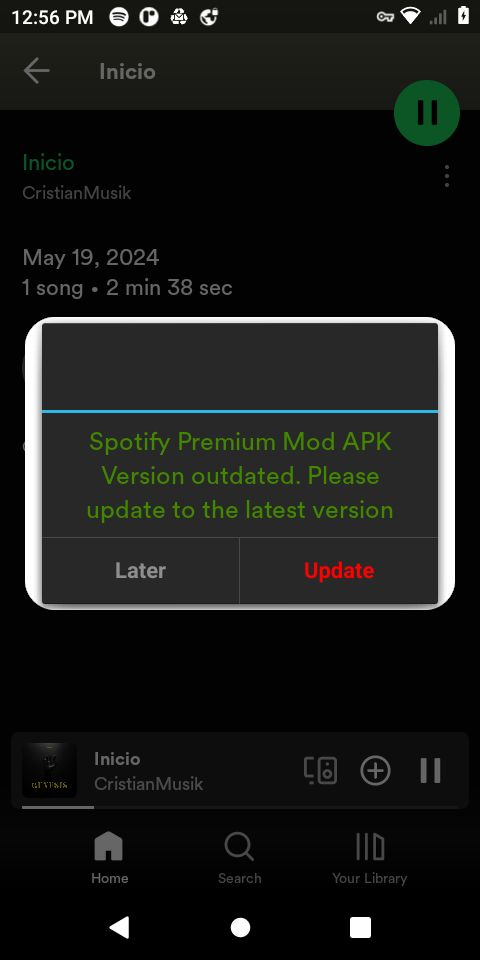 12:56 PM
Inicio
Inicio
CristianMusik
May 19, 2024
1 song • 2 min 38 sec
Spotify Premium Mod APK
Version outdated. Please
update to the latest version
Later
Update
Inicio
CristianMusik
Home
Search
Your Library